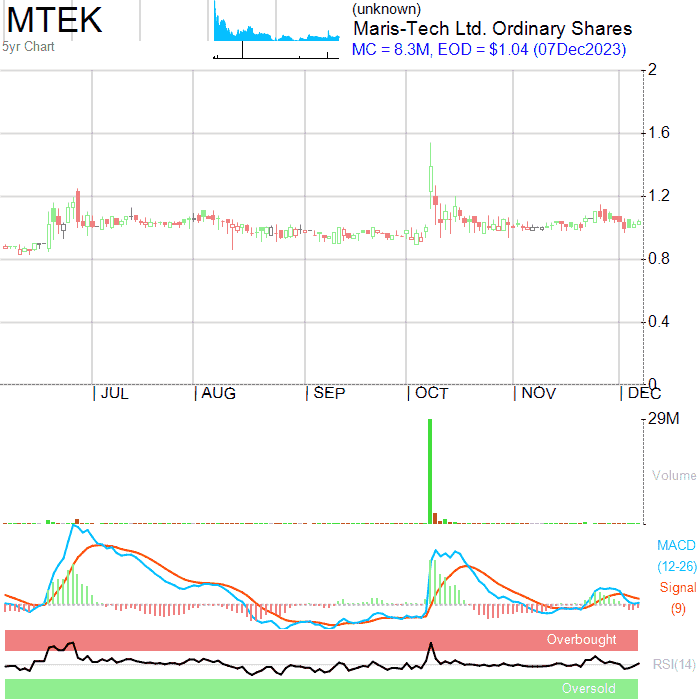 MTEK
5yr Chart
(unknown)
Maris-Tech Ltd. Ordinary Shares
MC = 8.3M, EOD = $1.04 (07Dec2023)
2
1.6
1.2
0.8
0.4
0
JUL AUG SEP OCT NOV DEC
29M
Volume
MACD
(12-26)
Signal
(9)
Overbought
RSI(14)
Oversold